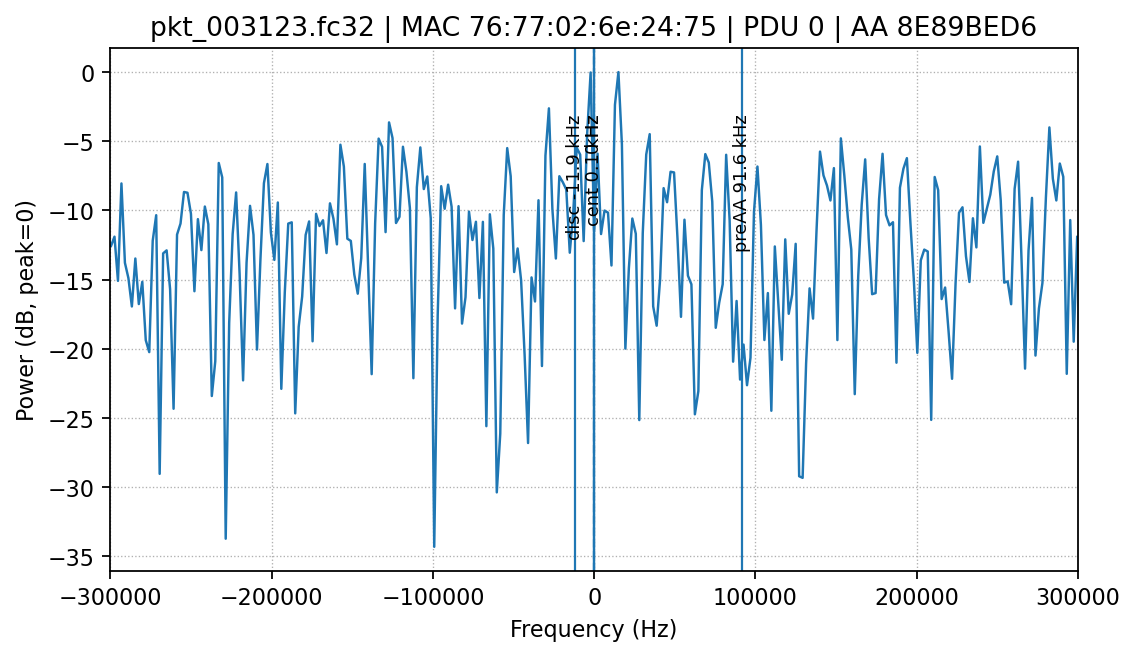 pkt_003123.fc32 | MAC 76:77:02:6e:24:75 | PDU 0 | AA 8E89BED6
Power (dB, peak=0)
0
−5
−10
−15
−20
−25
−30
−35
disc -11.9 kHz
cent 0.10kHz
preAA 91.6 kHz
−300000 −200000 −100000 0 100000 200000 300000
Frequency (Hz)